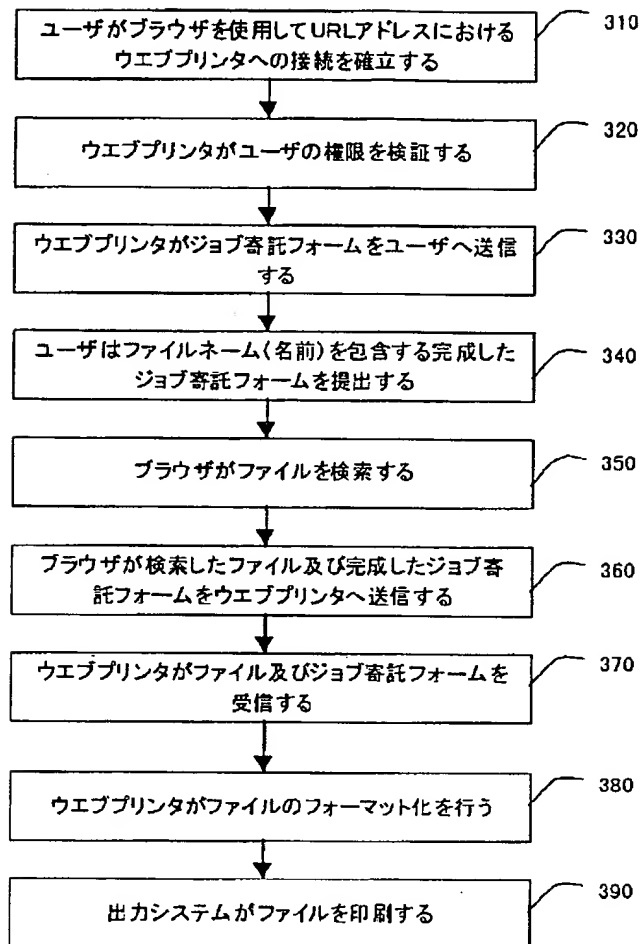 ユーザがブラウザを使用してURLアドレスにおける
ウエブプリンタへの接続を確立する
310
ウエブプリンタがユーザの権限を検証する
320
ウエブプリンタがジョブ寄託フォームをユーザへ送信
する
330
ユーザはファイルネーム(名前)を包含する完成した
ジョブ寄託フォームを提出する
340
ブラウザがファイルを検索する
350
ブラウザが検索したファイル及び完成したジョブ寄
託フォームをウエブプリンタへ送信する
360
ウエブプリンタがファイル及びジョブ寄託フォームを
受信する
370
ウエブプリンタがファイルのフォーマット化を行う
380
出力システムがファイルを印刷する
390